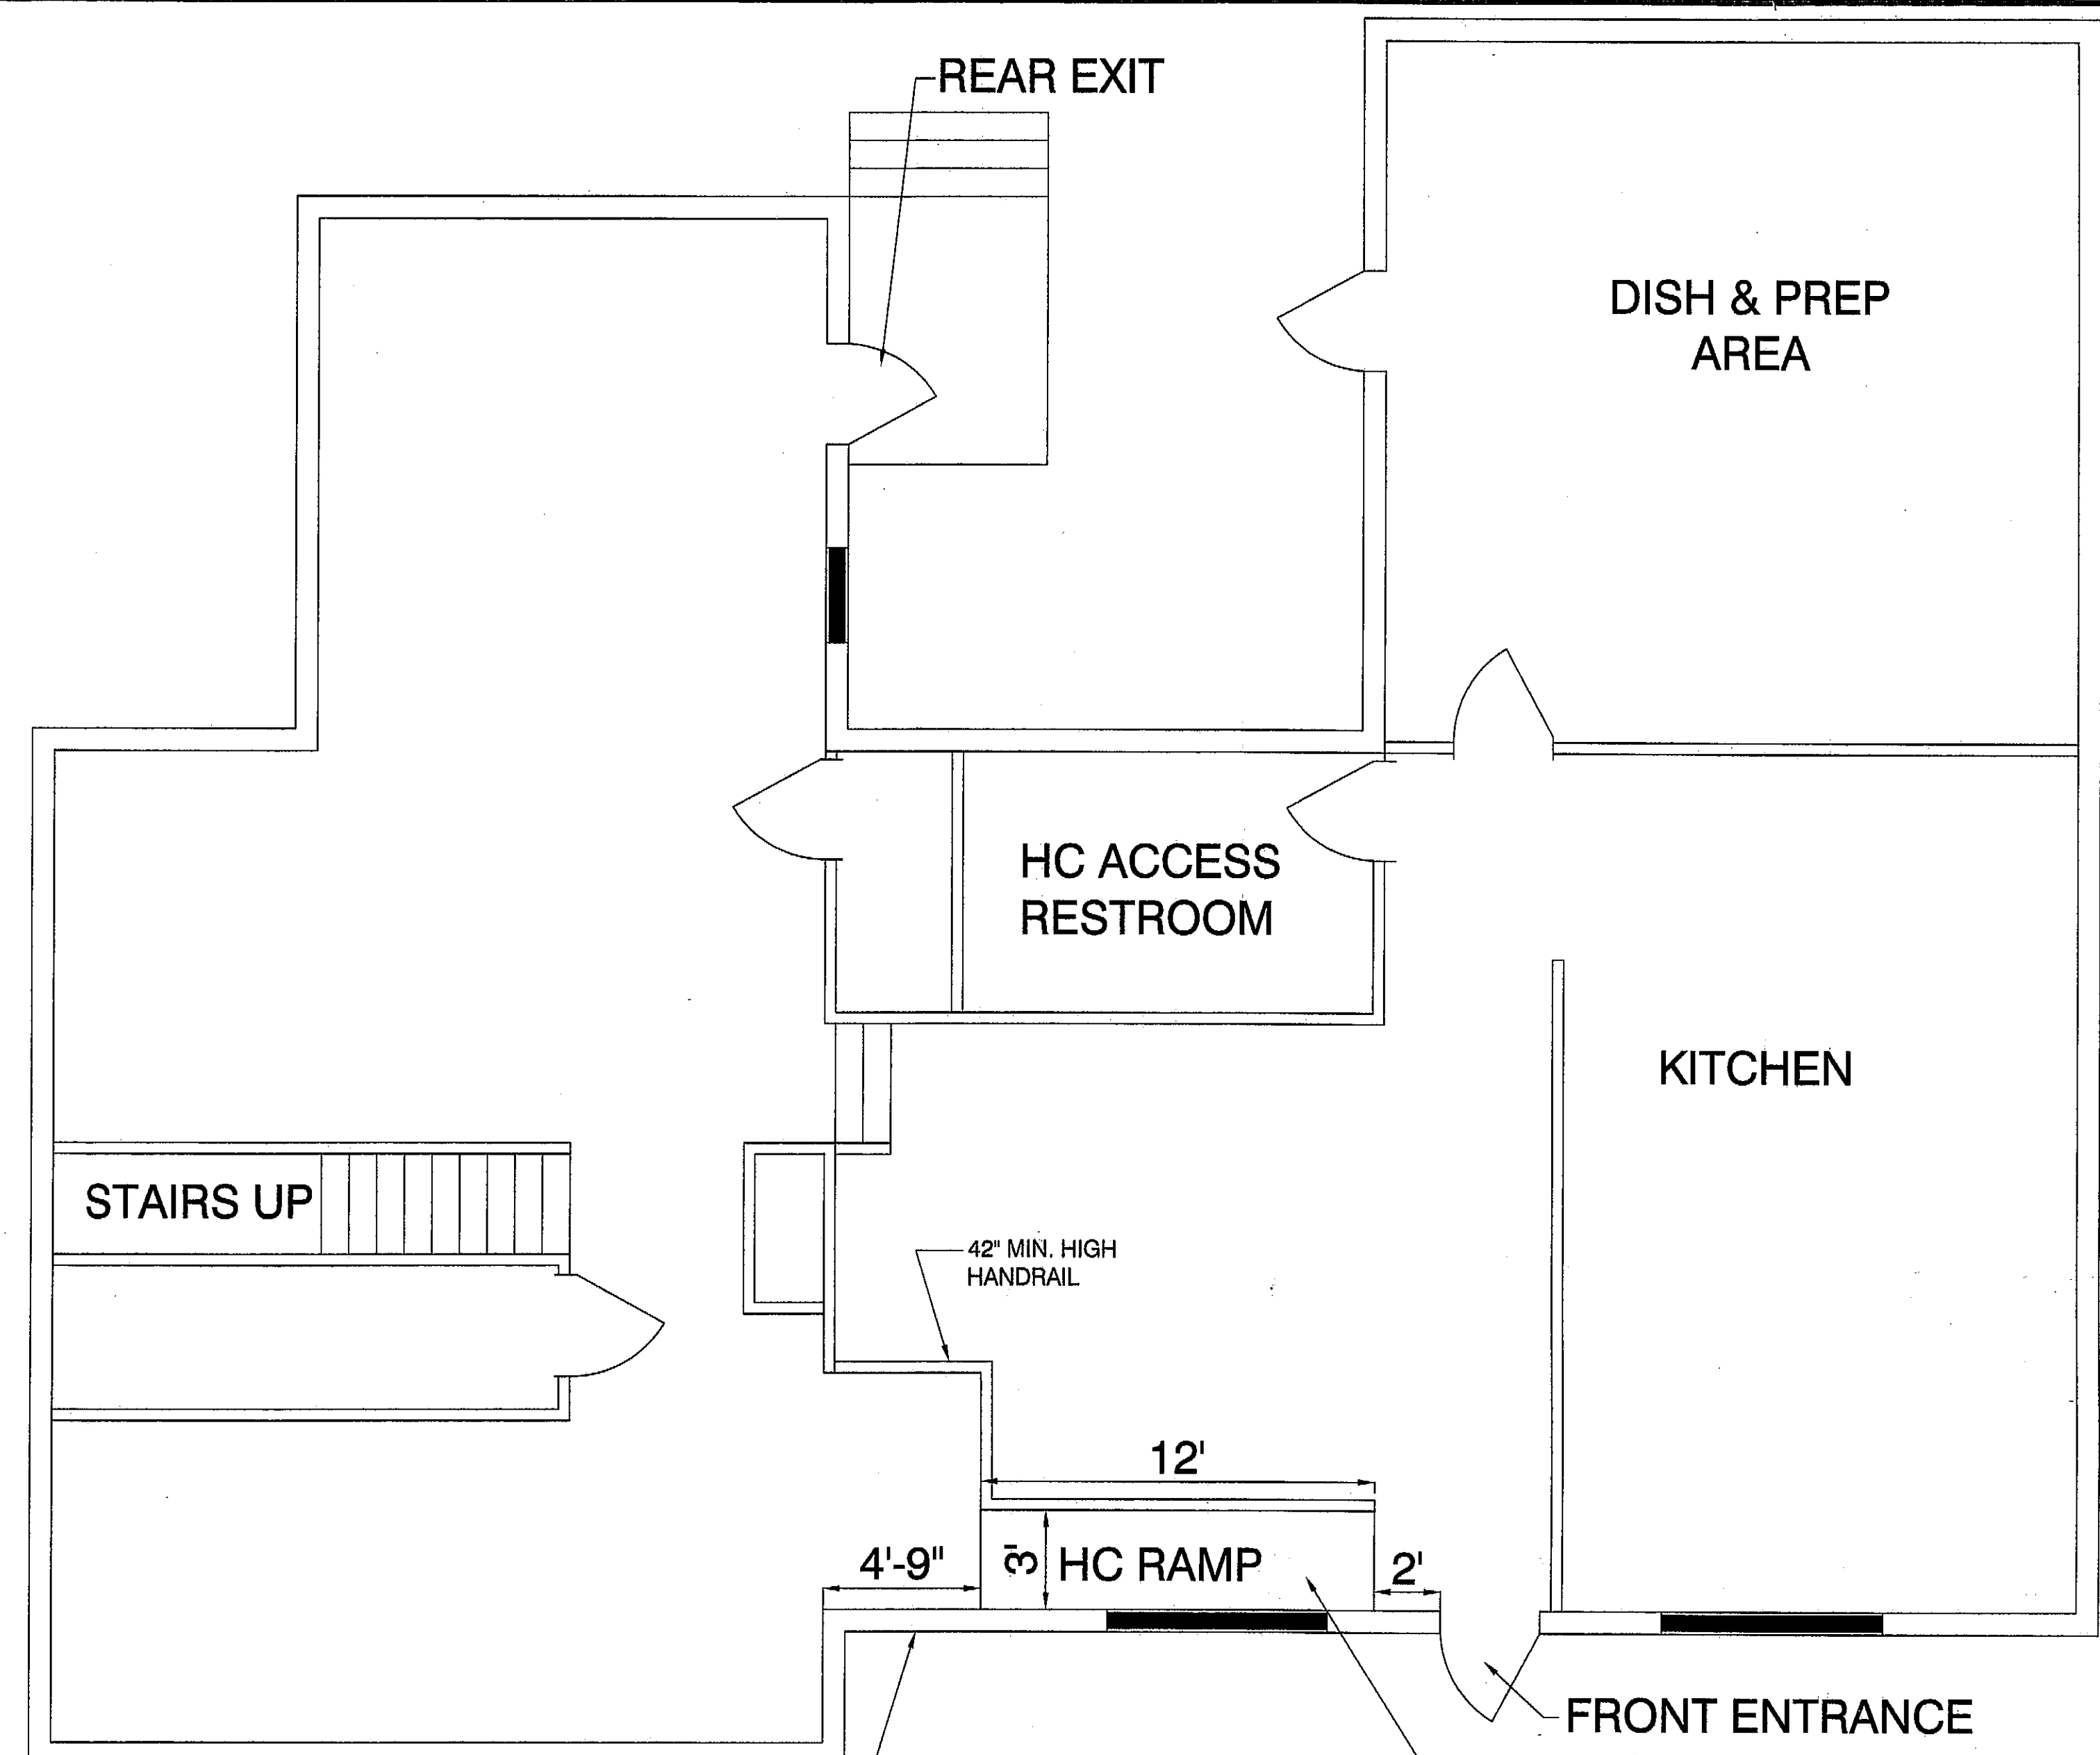 REAR EXIT
DISH & PREP
AREA
HC ACCESS
RESTROOM
KITCHEN
STAIRS UP
42" MIN. HIGH
HANDRAIL
12'
4'-9"
3'
HC RAMP
2'
FRONT ENTRANCE